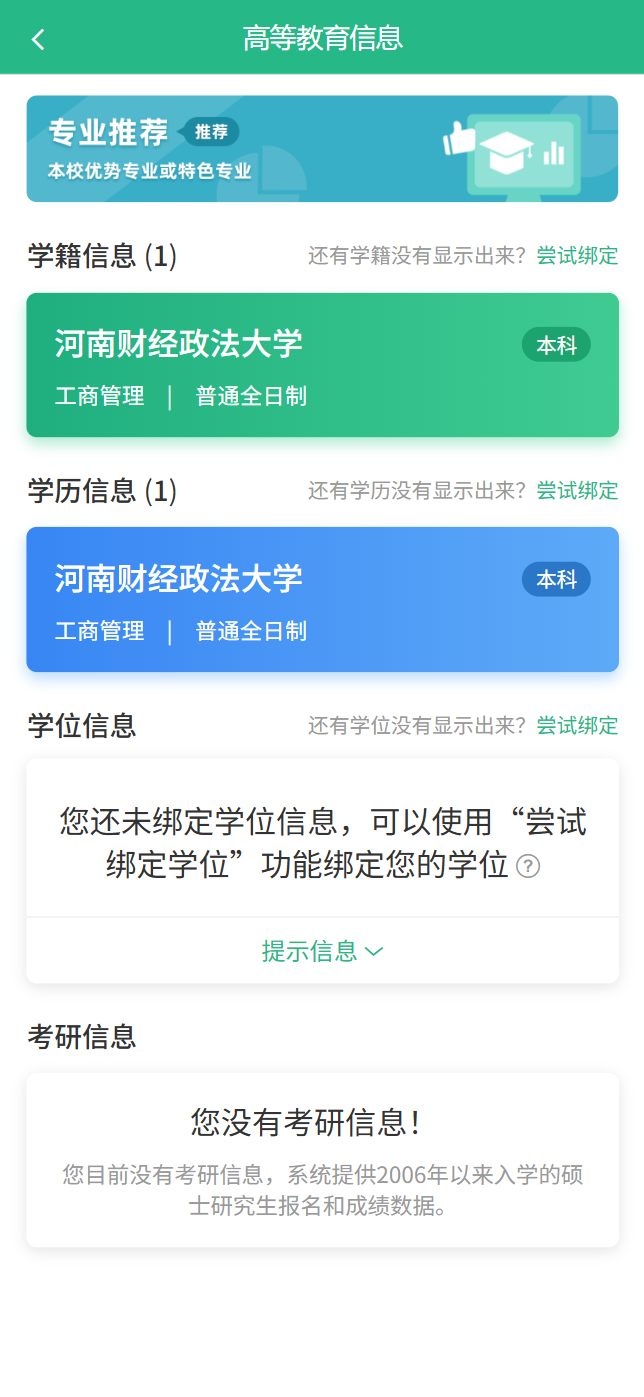 高等教育信息
专业推荐 推荐
本校优势专业或特色专业
学籍信息 (1) 还有学籍没有显示出来？尝试绑定
河南财经政法大学 本科
工商管理 | 普通全日制
学历信息 (1) 还有学历没有显示出来？尝试绑定
河南财经政法大学 本科
工商管理 | 普通全日制
学位信息 还有学位没有显示出来？尝试绑定
您还未绑定学位信息，可以使用“尝试
绑定学位”功能绑定您的学位 ?
提示信息
考研信息
您没有考研信息！
您目前没有考研信息，系统提供2006年以来入学的硕
士研究生报名和成绩数据。